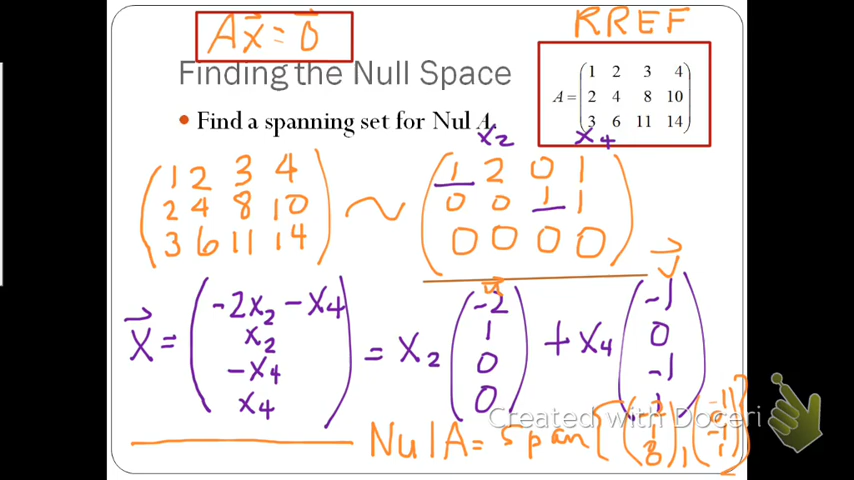 Ax⃗ = 0⃗
RREF
Finding the Null Space
• Find a spanning set for Nul A.
A = ( 1 2 3 4
2 4 8 10
3 6 11 14 )
x₂ x₄
( 1 2 3 4 ) ~ ( 1 2 0 1 )
( 2 4 8 10 ) ( 0 0 1 1 )
( 3 6 11 14 ) ( 0 0 0 0 )
v⃗
x⃗ = ( -2x₂ - x₄ ) = x₂ ( -2 ) + x₄ ( -1 )
( x₂ ) ( 1 ) ( 0 )
( -x₄ ) ( 0 ) ( -1 )
( x₄ ) ( 0 ) ( 1 )
Created with Doceri
Nul A = Span